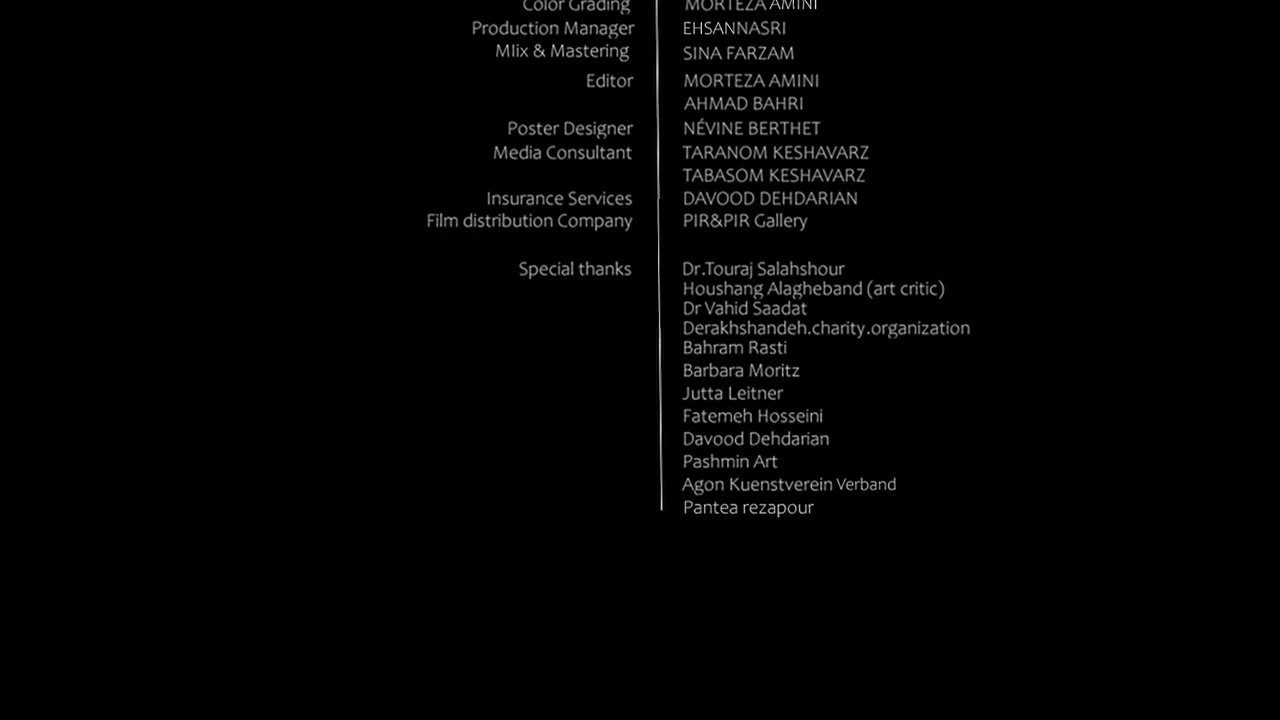 Color Grading MORTEZA AMINI
Production Manager EHSANNASRI
MIix & Mastering SINA FARZAM
Editor MORTEZA AMINI
AHMAD BAHRI
Poster Designer NÉVINE BERTHET
Media Consultant TARANOM KESHAVARZ
TABASOM KESHAVARZ
Insurance Services DAVOOD DEHDARIAN
Film distribution Company PIR&PIR Gallery
Special thanks Dr.Touraj Salahshour
Houshang Alagheband (art critic)
Dr Vahid Saadat
Derakhshandeh.charity.organization
Bahram Rasti
Barbara Moritz
Jutta Leitner
Fatemeh Hosseini
Davood Dehdarian
Pashmin Art
Agon Kuenstverein Verband
Pantea rezapour